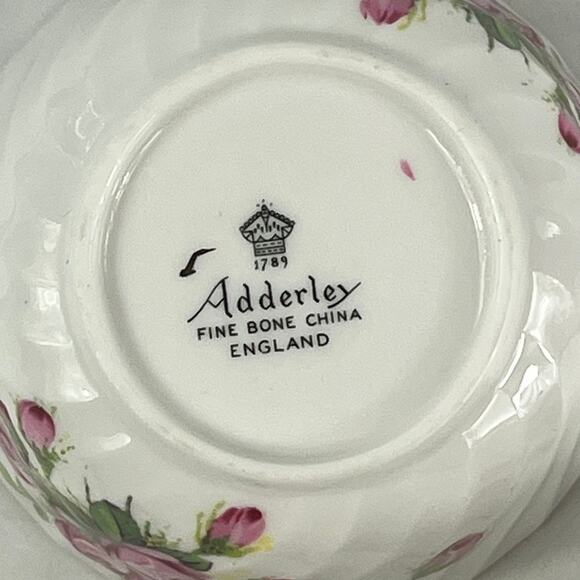 1789
Adderley
FINE BONE CHINA
ENGLAND